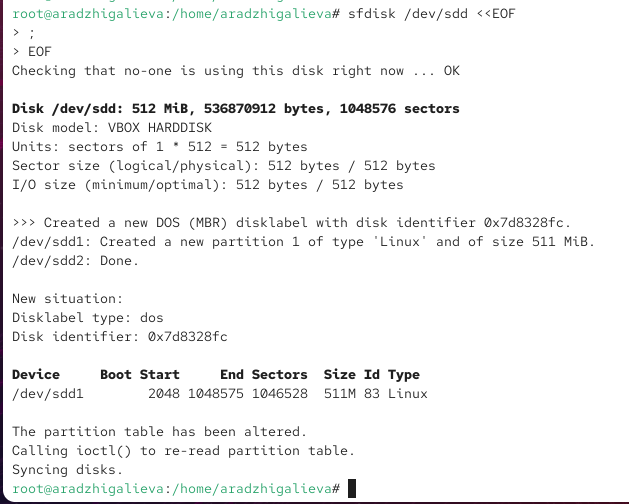 root@aradzhigalieva:/home/aradzhigalieva# sfdisk /dev/sdd <<EOF
> ;
> EOF
Checking that no-one is using this disk right now ... OK
Disk /dev/sdd: 512 MiB, 536870912 bytes, 1048576 sectors
Disk model: VBOX HARDDISK
Units: sectors of 1 * 512 = 512 bytes
Sector size (logical/physical): 512 bytes / 512 bytes
I/O size (minimum/optimal): 512 bytes / 512 bytes
>>> Created a new DOS (MBR) disklabel with disk identifier 0x7d8328fc.
/dev/sdd1: Created a new partition 1 of type 'Linux' and of size 511 MiB.
/dev/sdd2: Done.
New situation:
Disklabel type: dos
Disk identifier: 0x7d8328fc
Device     Boot Start     End Sectors  Size Id Type
/dev/sdd1        2048 1048575 1046528  511M 83 Linux
The partition table has been altered.
Calling ioctl() to re-read partition table.
Syncing disks.
root@aradzhigalieva:/home/aradzhigalieva#